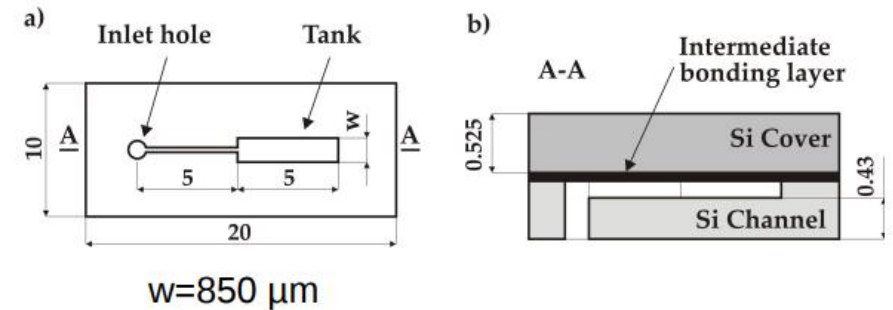 a)
Inlet hole
Tank
A
A
10
w
5
5
20
w=850 μm
b)
A-A
Intermediate
bonding layer
0.525
Si Cover
0.43
Si Channel